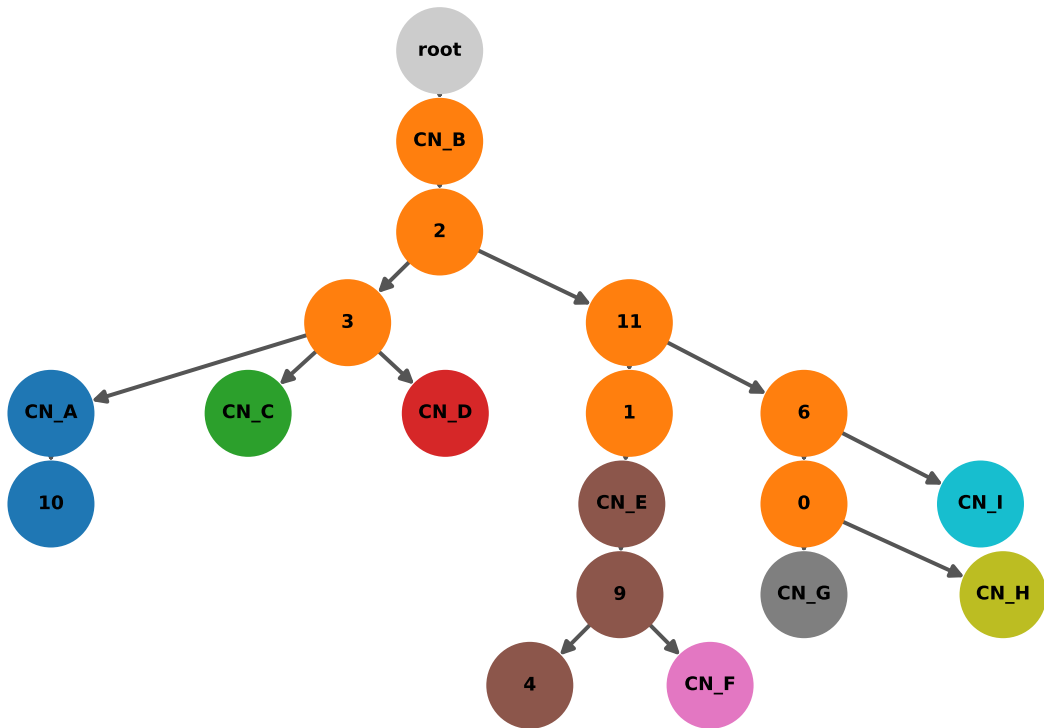 root
CN_B
2
3
11
CN_A
CN_C
CN_D
1
6
10
CN_E
0
CN_I
9
CN_G
CN_H
4
CN_F